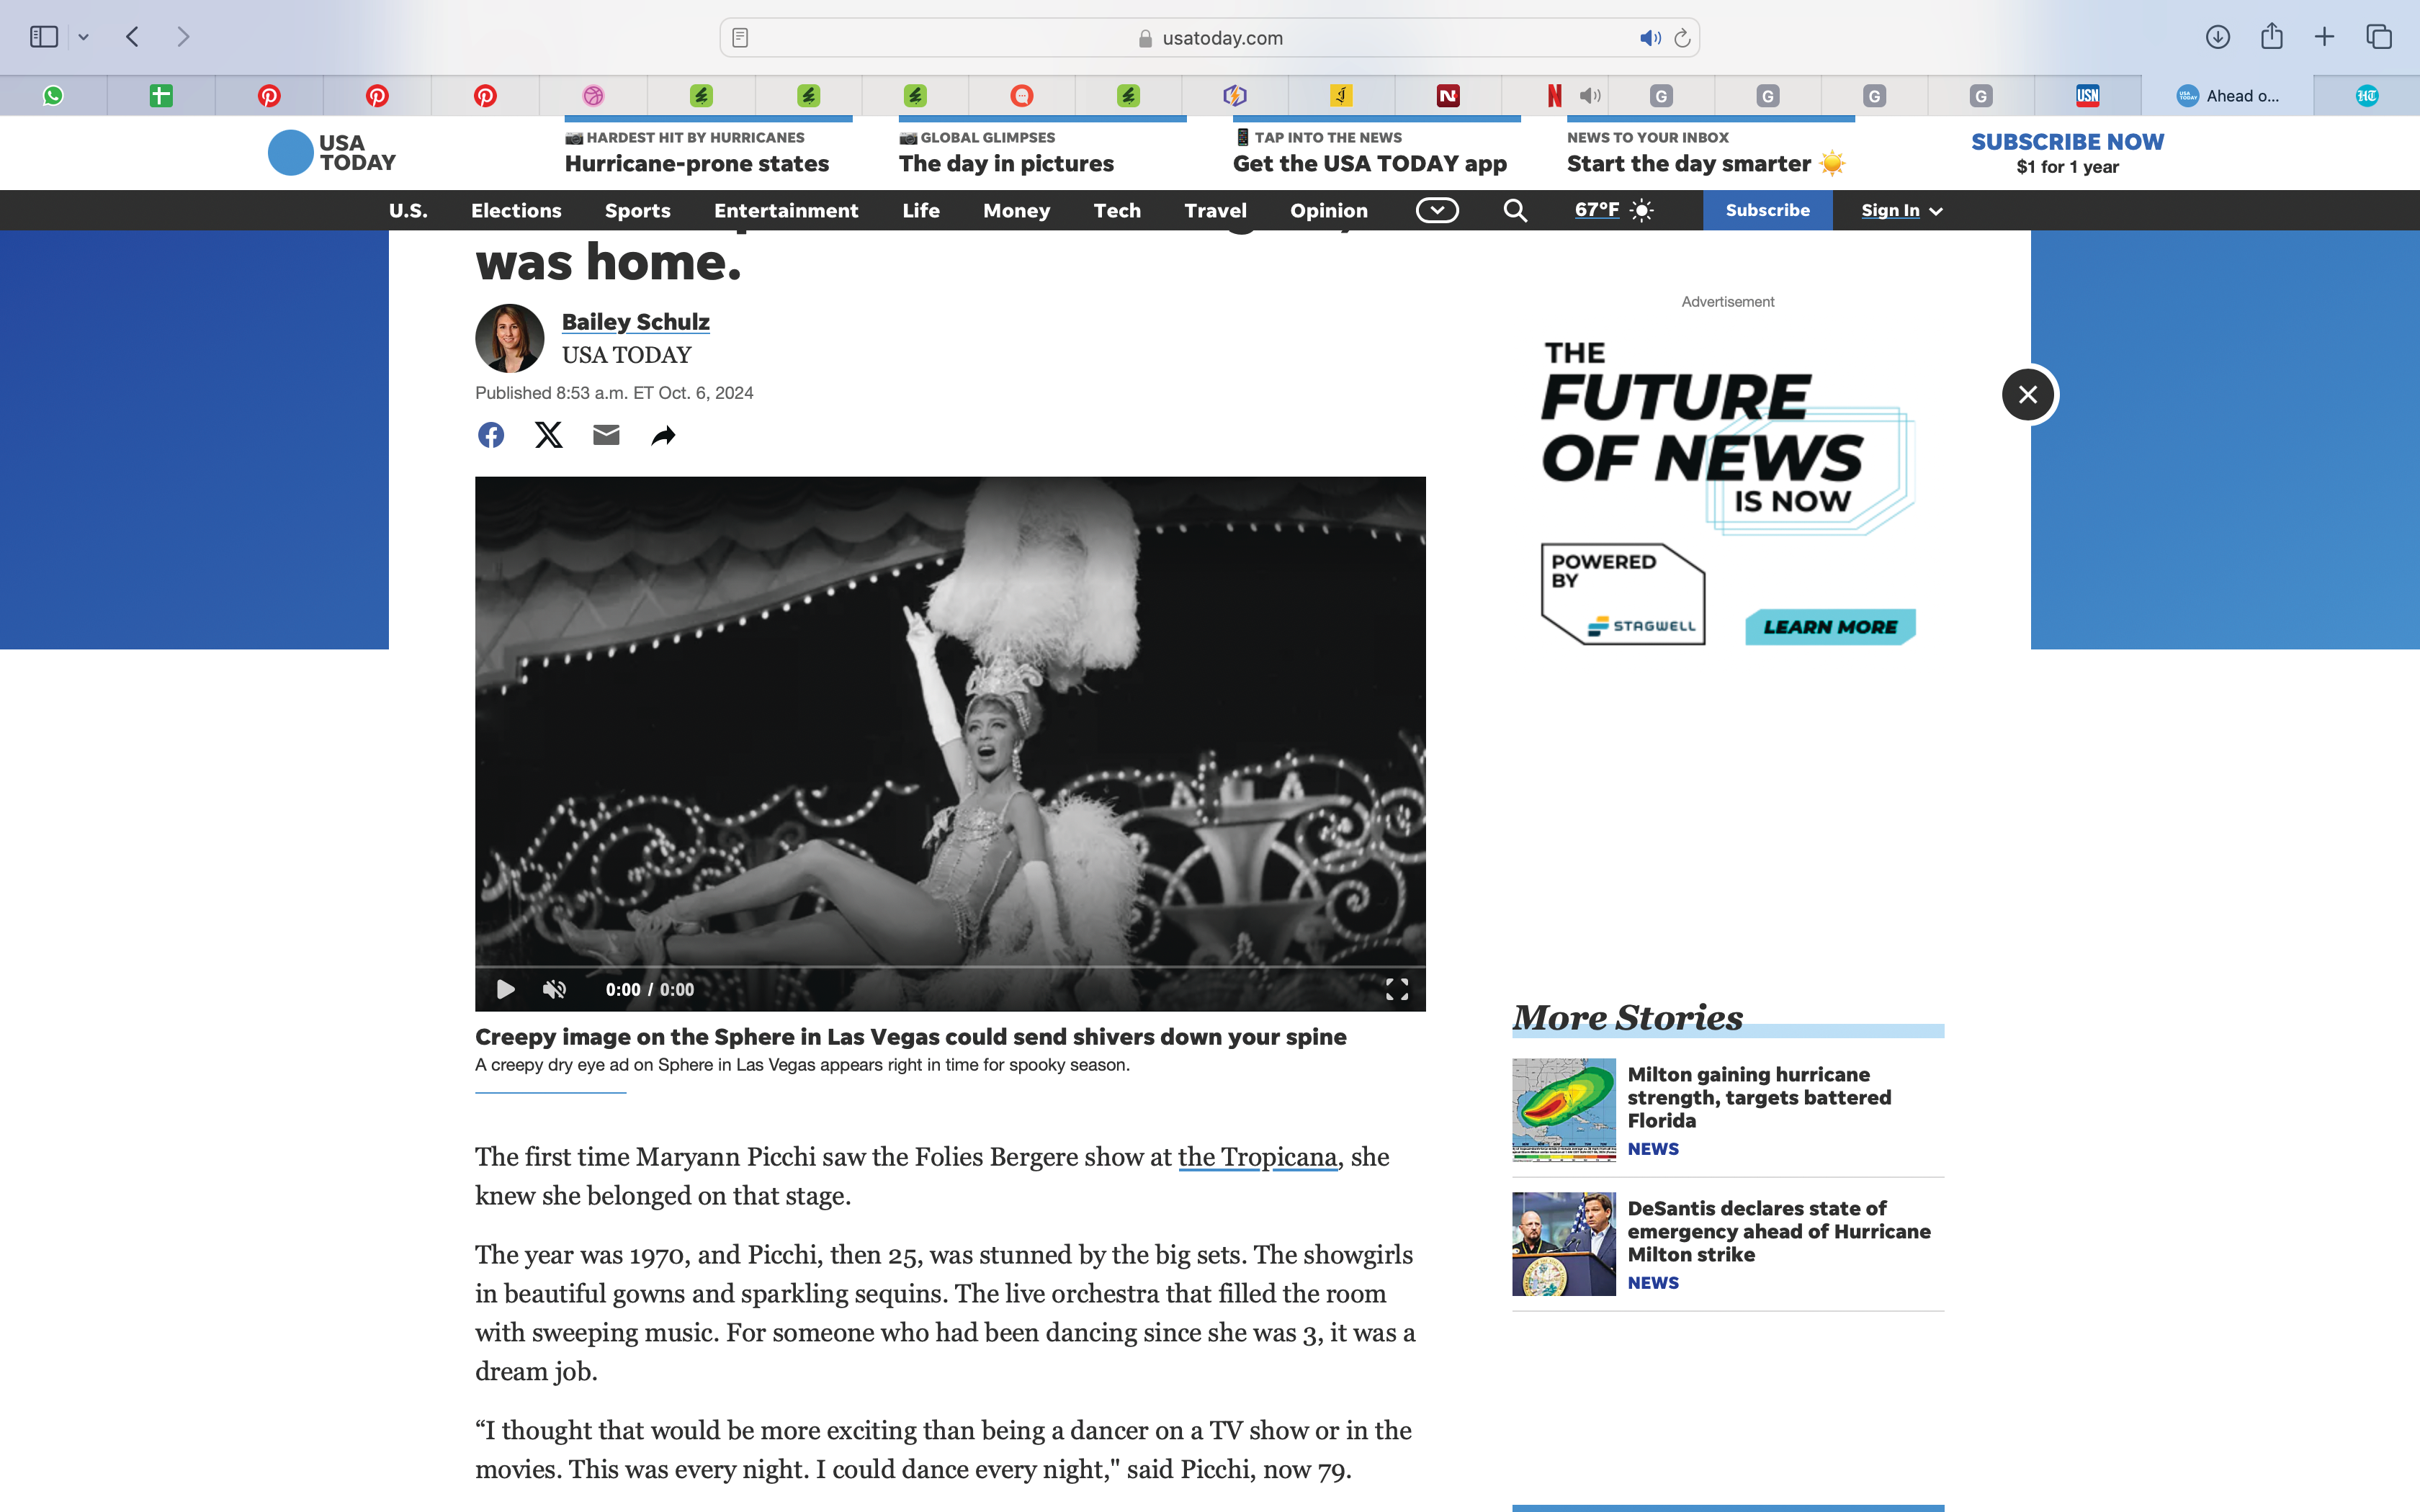 usatoday.com
G
G
G
G
USN
USA TODAY
Ahead o...
HT
USA
TODAY
HARDEST HIT BY HURRICANES
Hurricane-prone states
GLOBAL GLIMPSES
The day in pictures
TAP INTO THE NEWS
Get the USA TODAY app
NEWS TO YOUR INBOX
Start the day smarter
SUBSCRIBE NOW
$1 for 1 year
U.S. Elections Sports Entertainment Life Money Tech Travel Opinion 67°F Subscribe Sign In
was home.
Bailey Schulz
USA TODAY
Published 8:53 a.m. ET Oct. 6, 2024
0:00 / 0:00
Creepy image on the Sphere in Las Vegas could send shivers down your spine
A creepy dry eye ad on Sphere in Las Vegas appears right in time for spooky season.
The first time Maryann Picchi saw the Folies Bergere show at the Tropicana, she
knew she belonged on that stage.
The year was 1970, and Picchi, then 25, was stunned by the big sets. The showgirls
in beautiful gowns and sparkling sequins. The live orchestra that filled the room
with sweeping music. For someone who had been dancing since she was 3, it was a
dream job.
“I thought that would be more exciting than being a dancer on a TV show or in the
movies. This was every night. I could dance every night," said Picchi, now 79.
Advertisement
THE
FUTURE
OF NEWS
IS NOW
POWERED
BY
STAGWELL
LEARN MORE
More Stories
Milton gaining hurricane
strength, targets battered
Florida
NEWS
DeSantis declares state of
emergency ahead of Hurricane
Milton strike
NEWS